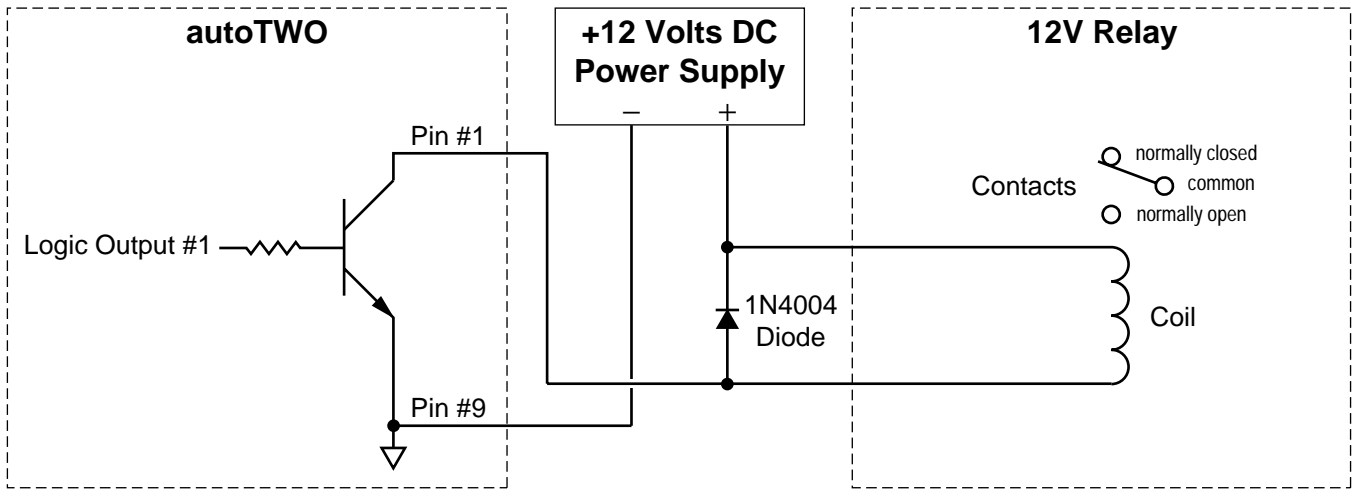 autoTWO
+12 Volts DC
Power Supply
– +
12V Relay
Pin #1
Logic Output #1
Pin #9
1N4004
Diode
Contacts
normally closed
common
normally open
Coil